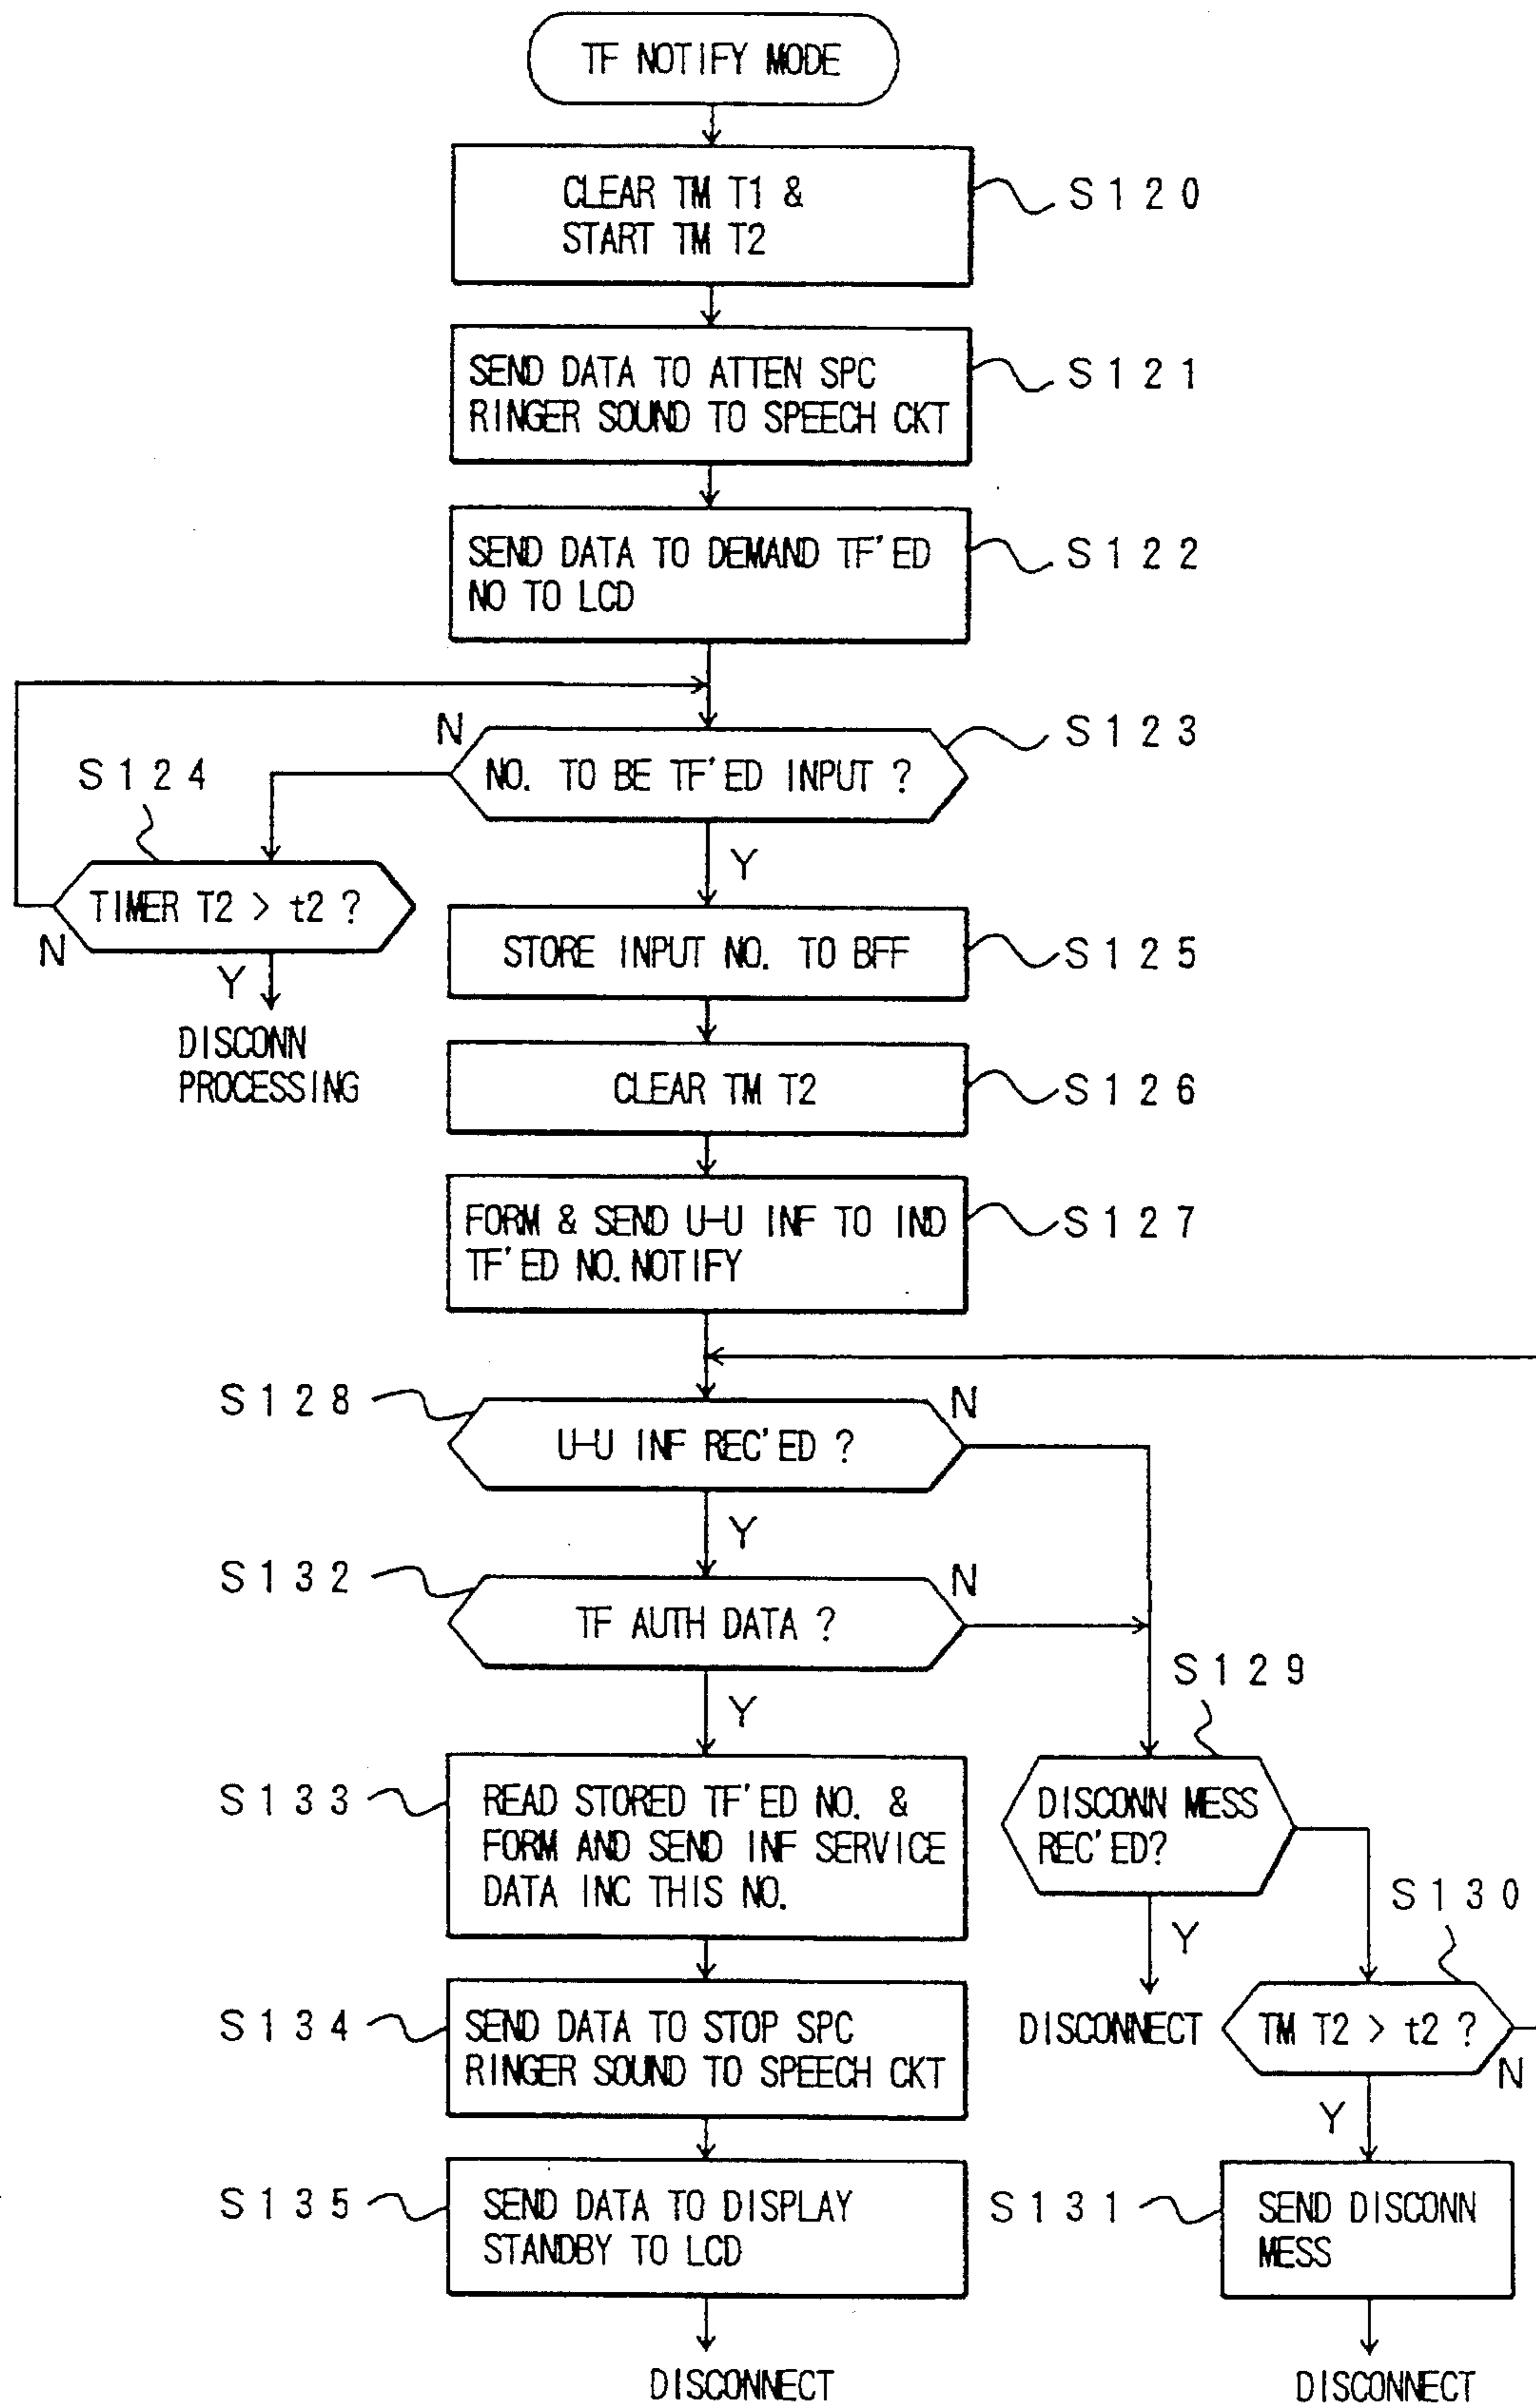 TF NOTIFY MODE
CLEAR TM T1 &
START TM T2
S120
SEND DATA TO ATTEN SPC
RINGER SOUND TO SPEECH CKT
S121
SEND DATA TO DEMAND TF'ED
NO TO LCD
S122
N
S123
NO. TO BE TF'ED INPUT ?
S124
Y
TIMER T2 > t2 ?
N
Y
DISCONN
PROCESSING
STORE INPUT NO. TO BFF
S125
CLEAR TM T2
S126
FORM & SEND U-U INF TO IND
TF'ED NO. NOTIFY
S127
S128
N
U-U INF REC'ED ?
Y
S132
N
TF AUTH DATA ?
Y
S129
S133
READ STORED TF'ED NO. &
FORM AND SEND INF SERVICE
DATA INC THIS NO.
DISCONN MESS
REC'ED?
S130
Y
DISCONNECT
S134
SEND DATA TO STOP SPC
RINGER SOUND TO SPEECH CKT
TM T2 > t2 ?
N
Y
S135
SEND DATA TO DISPLAY
STANDBY TO LCD
S131
SEND DISCONN
MESS
DISCONNECT
DISCONNECT